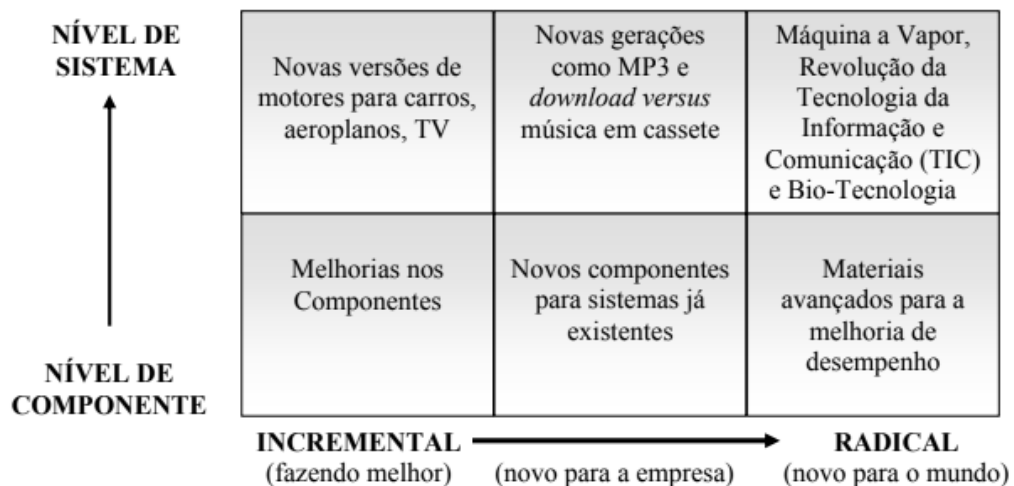 NÍVEL DE
SISTEMA
Novas versões de
motores para carros,
aeroplanos, TV
Novas gerações
como MP3 e
download versus
música em cassete
Máquina a Vapor,
Revolução da
Tecnologia da
Informação e
Comunicação (TIC)
e Bio-Tecnologia
Melhorias nos
Componentes
Novos componentes
para sistemas já
existentes
Materiais
avançados para a
melhoria de
desempenho
NÍVEL DE
COMPONENTE
INCREMENTAL
(fazendo melhor)
(novo para a empresa)
RADICAL
(novo para o mundo)